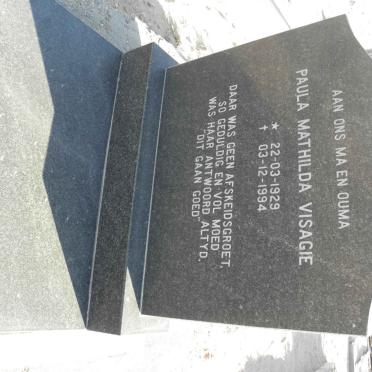 AAN ONS MA EN OUMA
PAULA MATHILDA VISAGIE
* 22-03-1929
† 03-12-1994
DAAR WAS GEEN AFSKEIDSGROET,
SO GEDULDIG EN VOL MOED
WAS HAAR ANTWOORD ALTYD,
"DIT GAAN GOED"